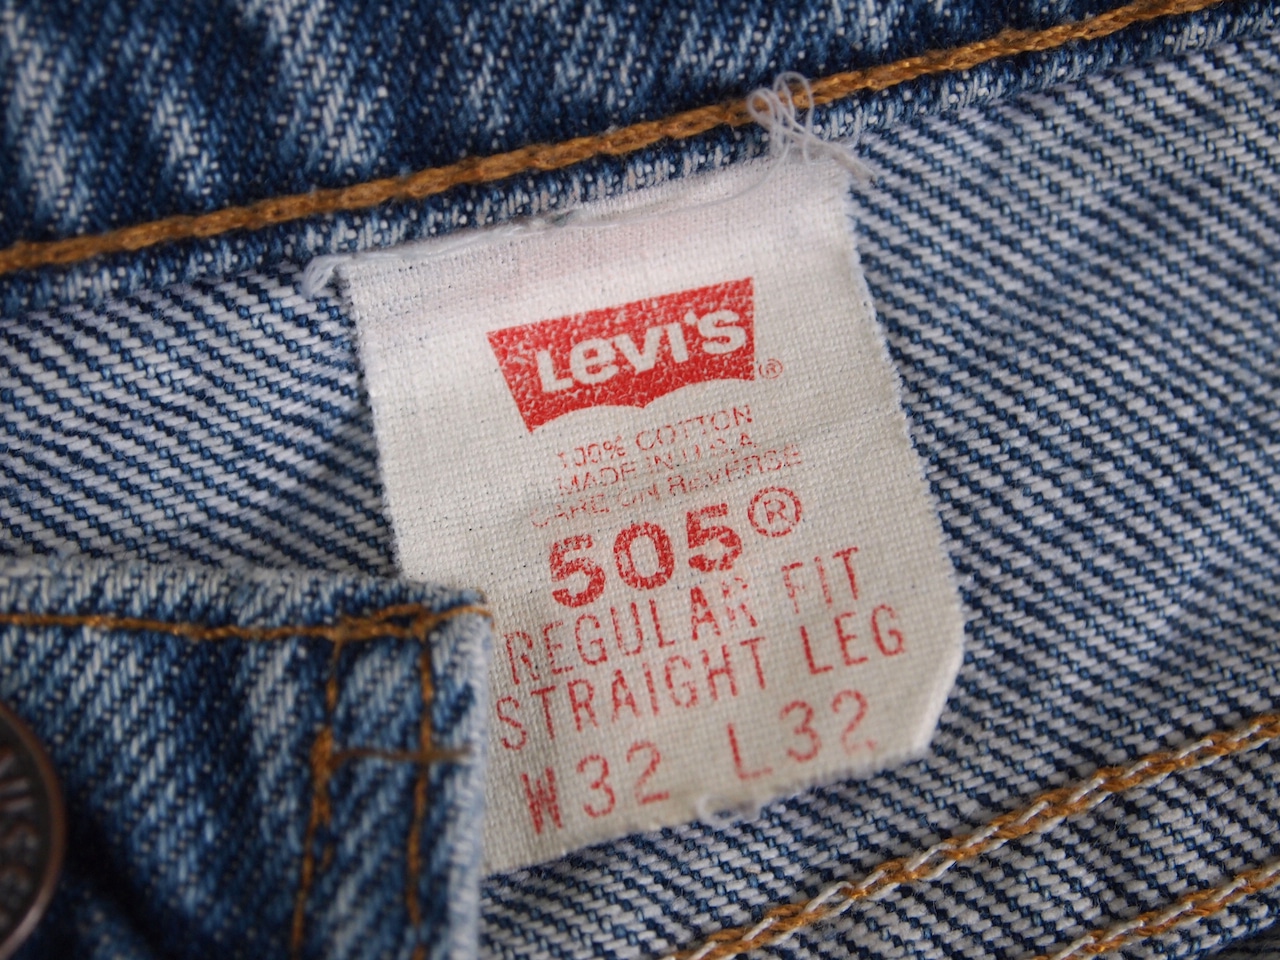 Levi's®
100% COTTON
MADE IN U.S.A.
CARE ON REVERSE
505®
REGULAR FIT
STRAIGHT LEG
W32 L32